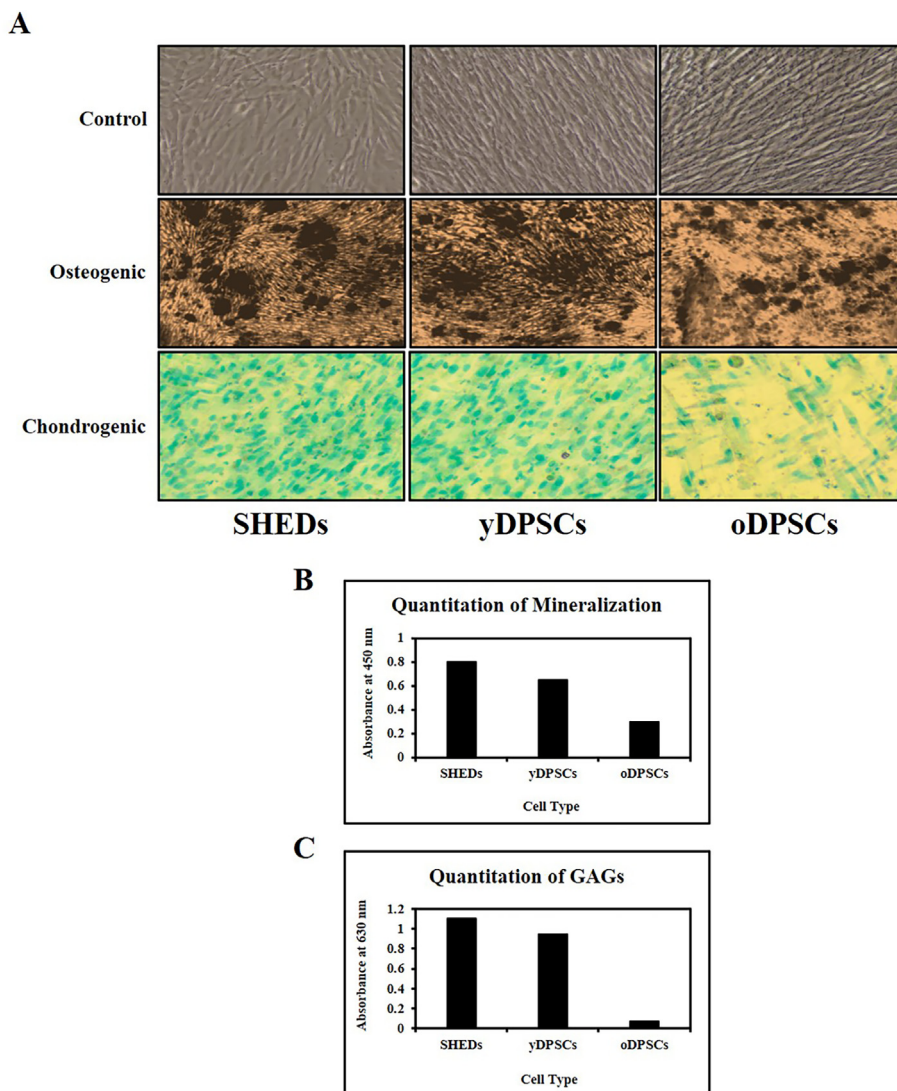 A
Control
Osteogenic
Chondrogenic
SHEDs yDPSCs oDPSCs
B
Quantitation of Mineralization
Absorbance at 450 nm
1
0.8
0.6
0.4
0.2
0
SHEDs yDPSCs oDPSCs
Cell Type
C
Quantitation of GAGs
Absorbance at 630 nm
1.2
1
0.8
0.6
0.4
0.2
0
SHEDs yDPSCs oDPSCs
Cell Type